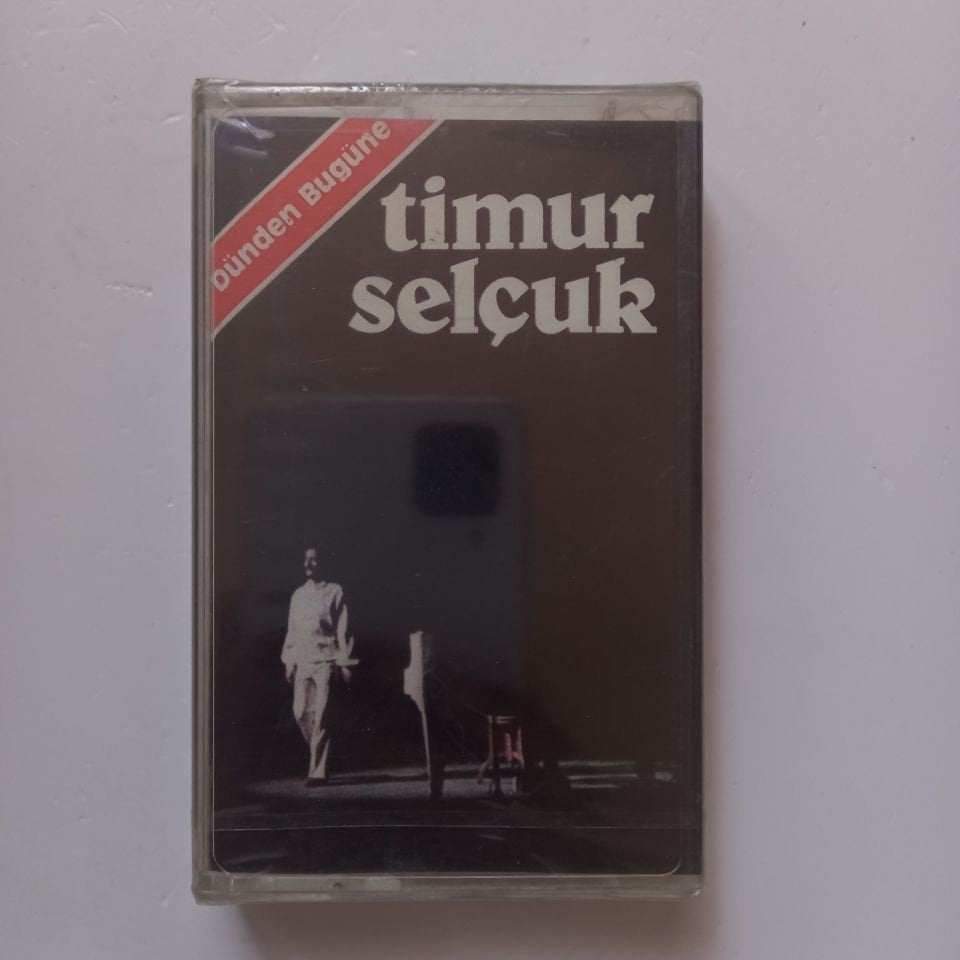 Dünden Bugüne
timur
selçuk